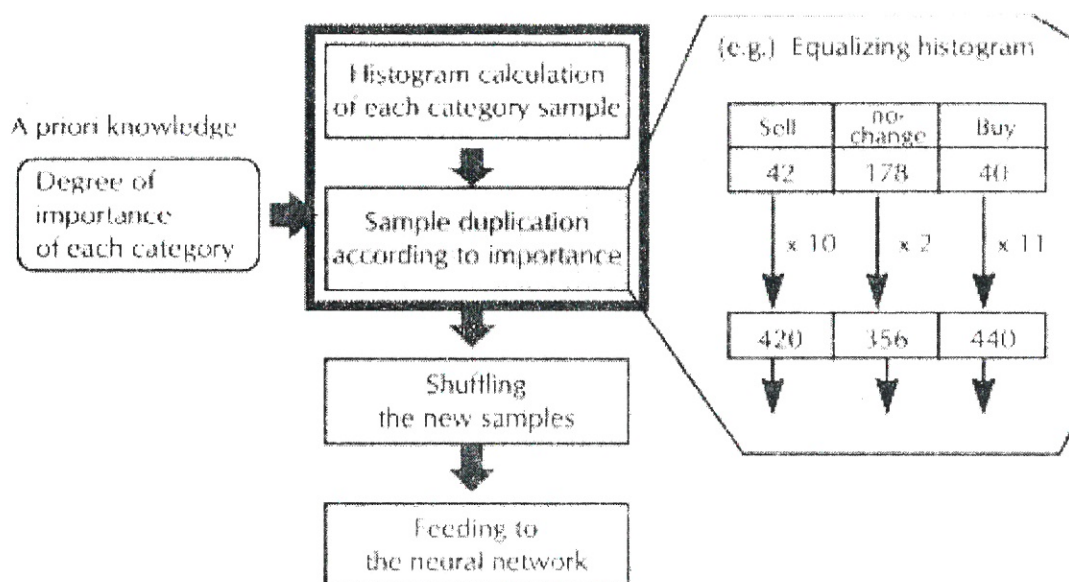 Histogram calculation
of each category sample
A priori knowledge
Degree of
importance
of each category
Sample duplication
according to importance
Shuffling
the new samples
Feeding to
the neural network
(e.g.) Equalizing histogram
Sell no-change Buy
42 178 40
x 10 x 2 x 11
420 356 440